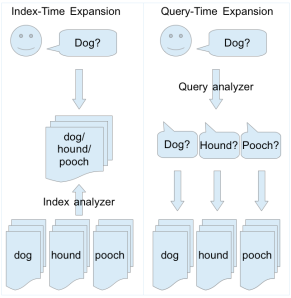 Index-Time Expansion
Dog?
dog/
hound/
pooch
Index analyzer
dog
hound
pooch
Query-Time Expansion
Dog?
Query analyzer
Dog?
Hound?
Pooch?
dog
hound
pooch